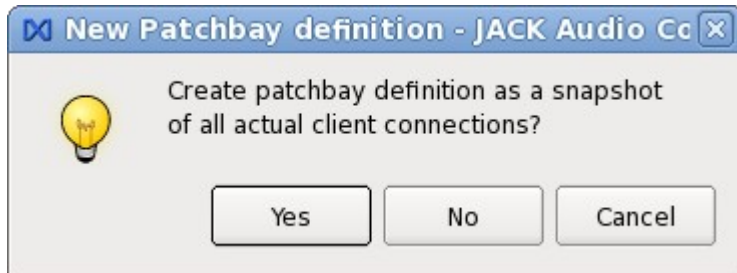 New Patchbay definition - JACK Audio Co
Create patchbay definition as a snapshot
of all actual client connections?
Yes
No
Cancel